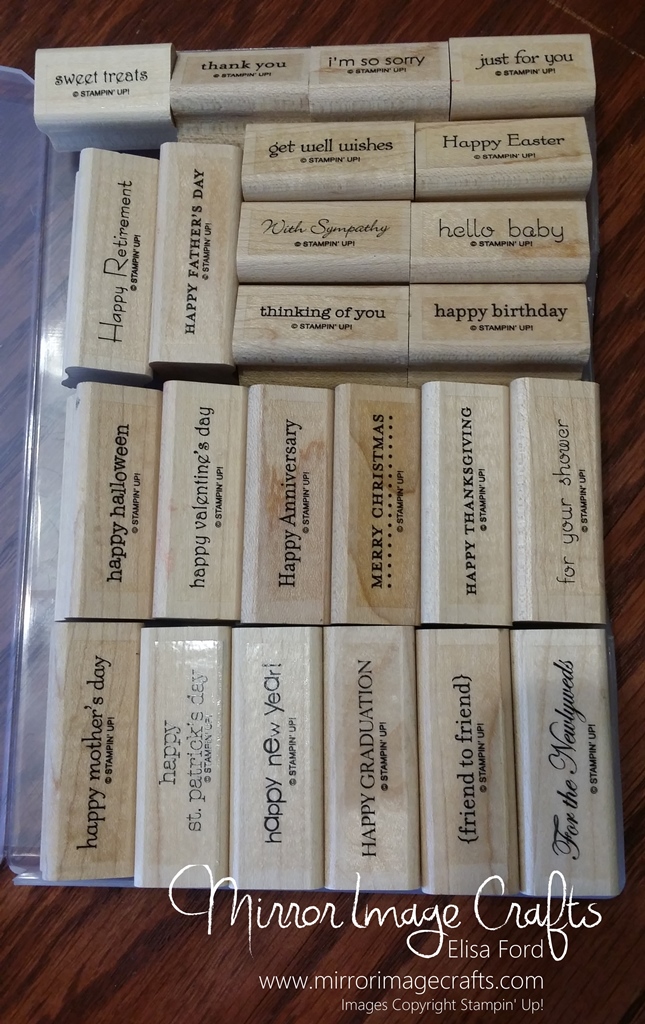 sweet treats
© STAMPIN' UP!
thank you
© STAMPIN' UP!
i'm so sorry
© STAMPIN' UP!
just for you
© STAMPIN' UP!
get well wishes
© STAMPIN' UP!
Happy Easter
© STAMPIN' UP!
With Sympathy
© STAMPIN' UP!
hello baby
© STAMPIN' UP!
thinking of you
© STAMPIN' UP!
happy birthday
© STAMPIN' UP!
Happy Retirement
© STAMPIN' UP!
HAPPY FATHER'S DAY
© STAMPIN' UP!
happy halloween
© STAMPIN' UP!
happy valentine's day
© STAMPIN' UP!
Happy Anniversary
© STAMPIN' UP!
MERRY CHRISTMAS
© STAMPIN' UP!
HAPPY THANKSGIVING
© STAMPIN' UP!
for your shower
© STAMPIN' UP!
happy mother's day
© STAMPIN' UP!
happy
st. patrick's day
© STAMPIN' UP!
happy new year!
© STAMPIN' UP!
HAPPY GRADUATION
© STAMPIN' UP!
{friend to friend}
© STAMPIN' UP!
For the Newlyweds
© STAMPIN' UP!
Mirror Image Crafts
Elisa Ford
www.mirrorimagecrafts.com
Images Copyright Stampin' Up!